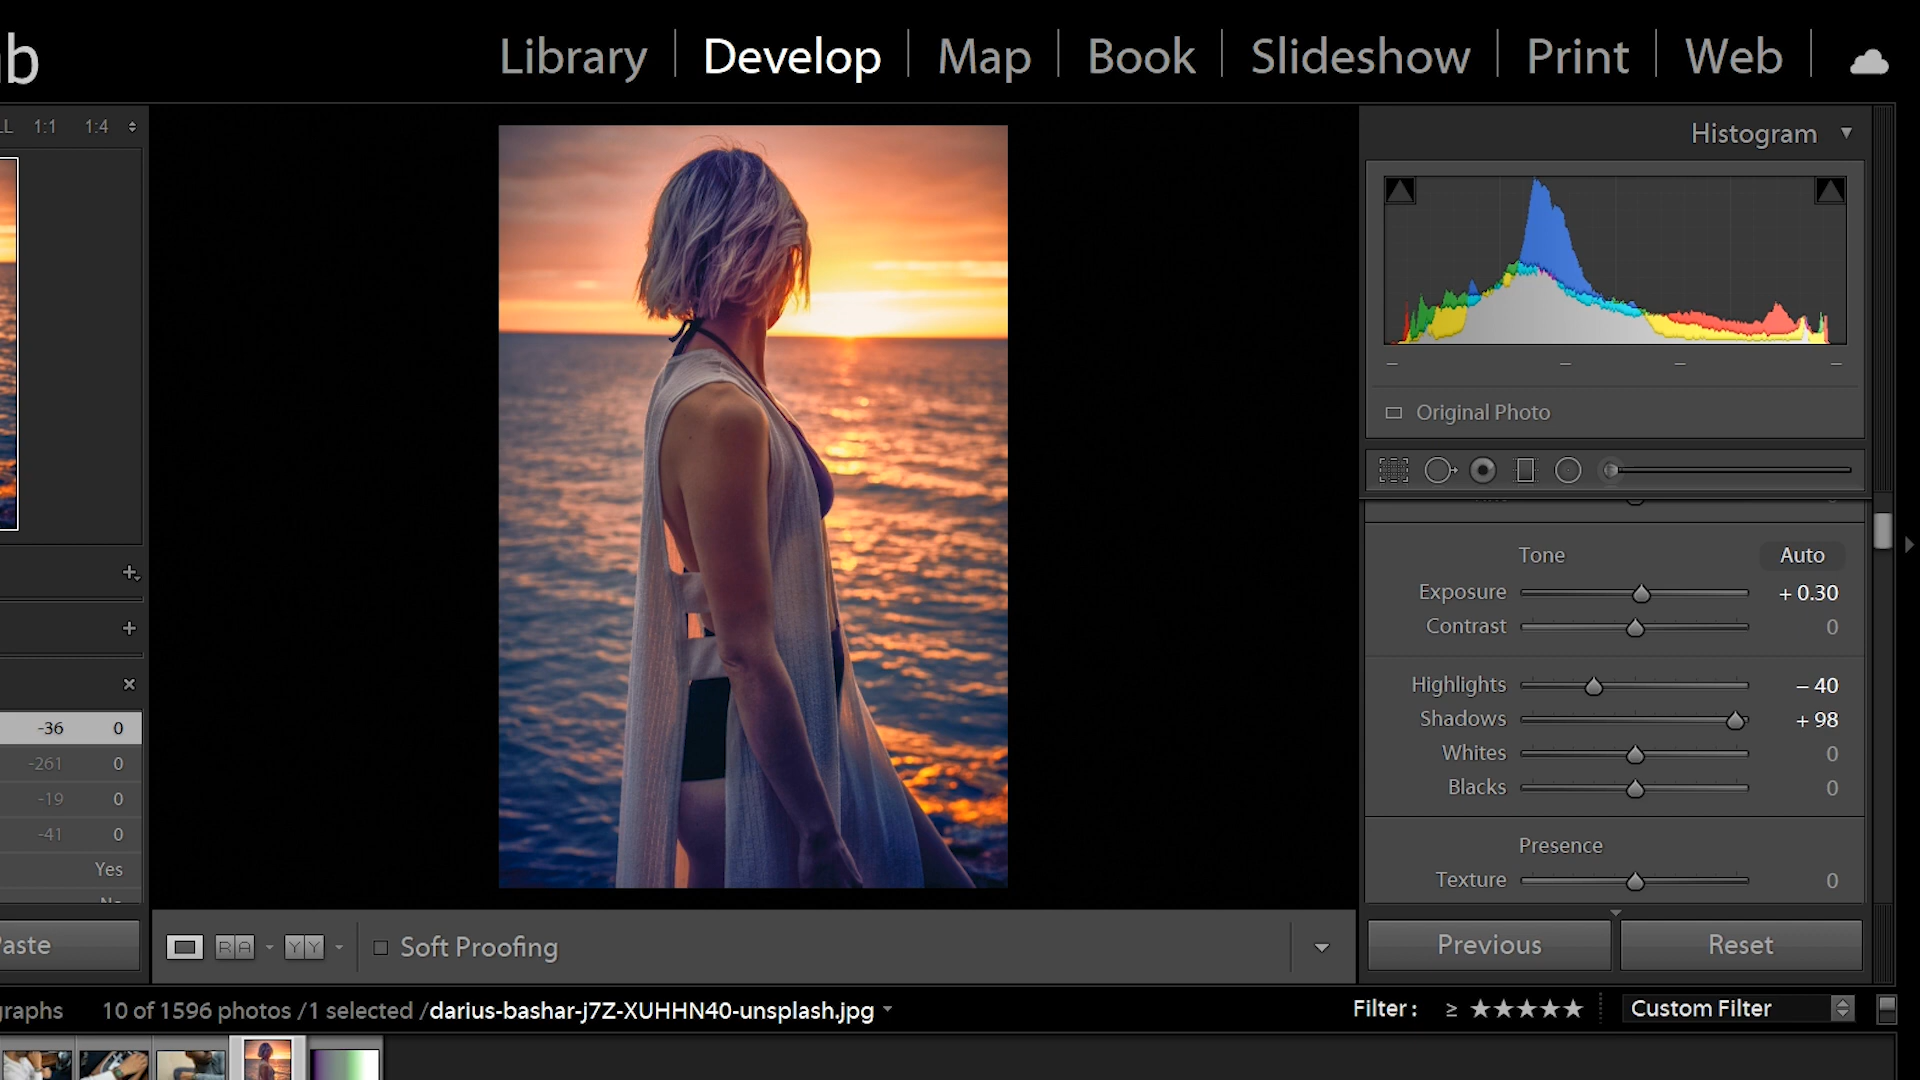 Library | Develop | Map | Book | Slideshow | Print | Web
1:1 1:4
Histogram
Original Photo
Tone Auto
Exposure + 0.30
Contrast 0
Highlights – 40
Shadows + 98
Whites 0
Blacks 0
Presence
Texture 0
-36 0
-261 0
-19 0
-41 0
Yes
Previous Reset
R A Y Y Soft Proofing
10 of 1596 photos /1 selected /darius-bashar-j7Z-XUHHN40-unsplash.jpg
Filter : ≥ ★★★★★ Custom Filter